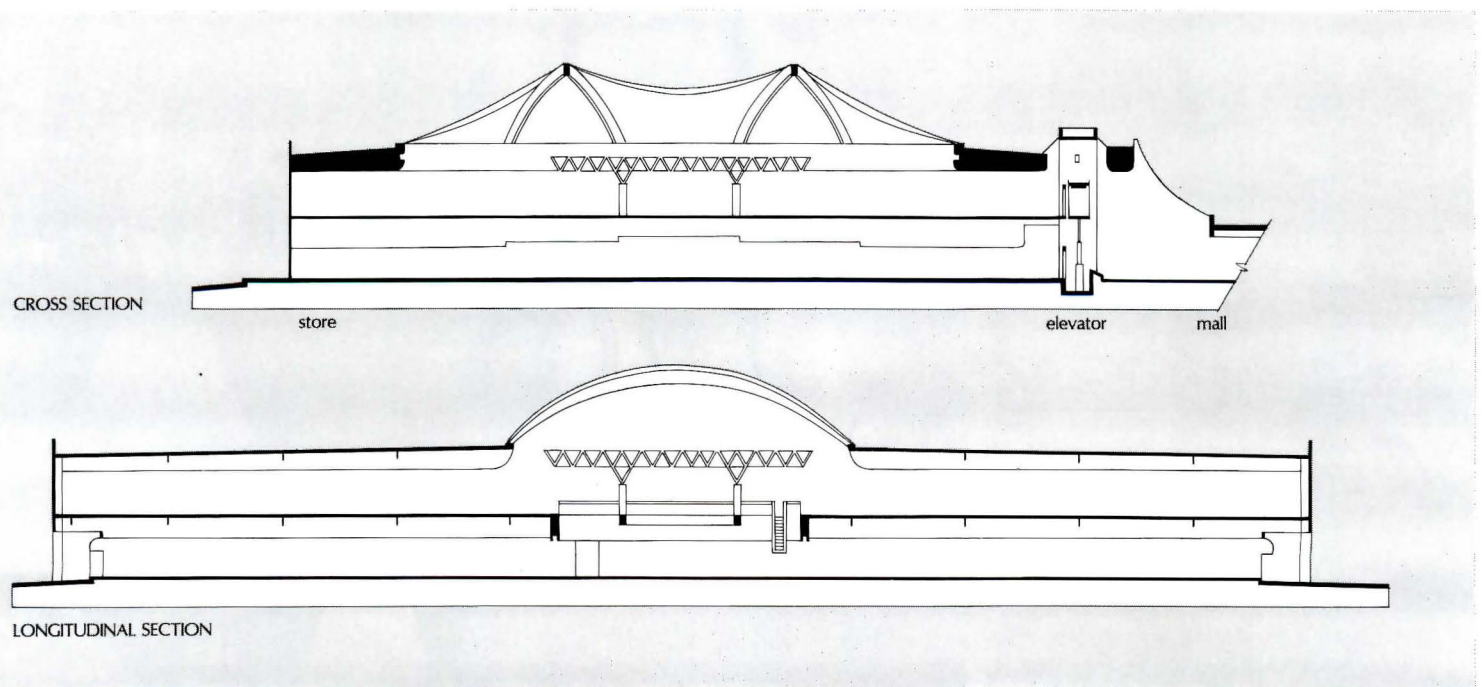 CROSS SECTION
store
elevator
mall
LONGITUDINAL SECTION